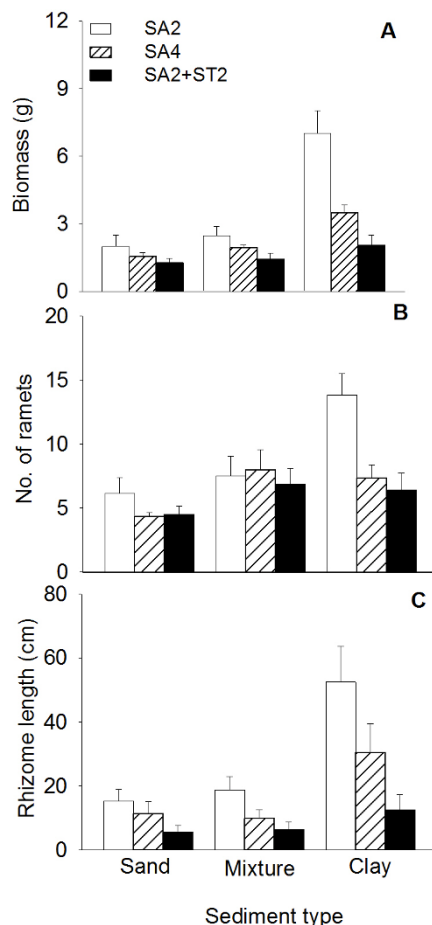 A
SA2
SA4
SA2+ST2
12
9
6
3
0
Biomass (g)
B
20
15
10
5
0
No. of ramets
C
80
60
40
20
0
Rhizome length (cm)
Sand Mixture Clay
Sediment type